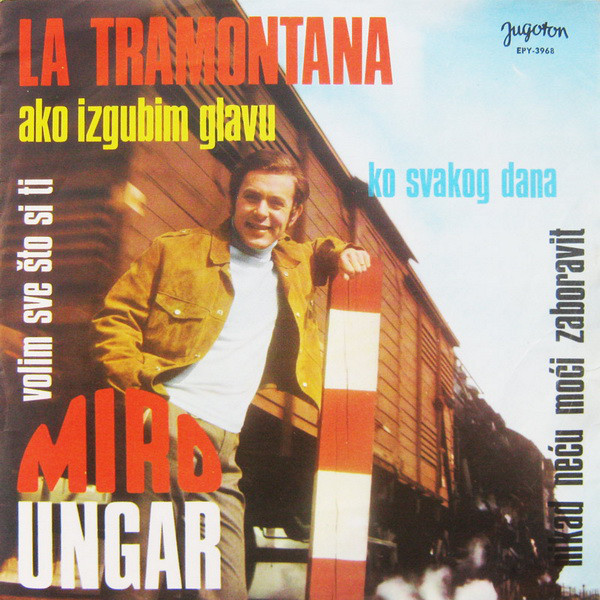 LA TRAMONTANA
Jugoton
EPY-3968
ako izgubim glavu
ko svakog dana
volim sve što si ti
nikad neću moći zaboravit
MIRO
UNGAR